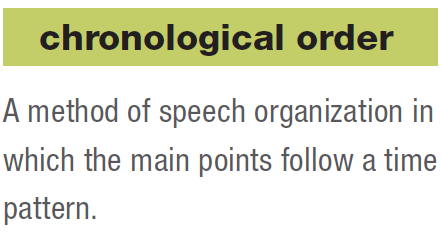 chronological order
A method of speech organization in
which the main points follow a time
pattern.